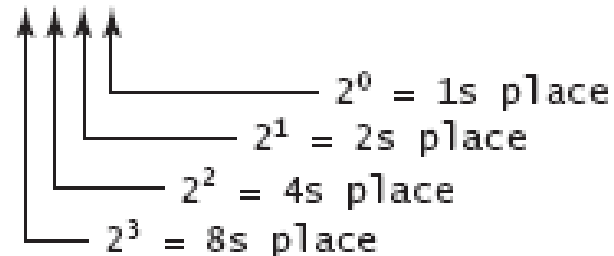 2⁰ = 1s place
2¹ = 2s place
2² = 4s place
2³ = 8s place